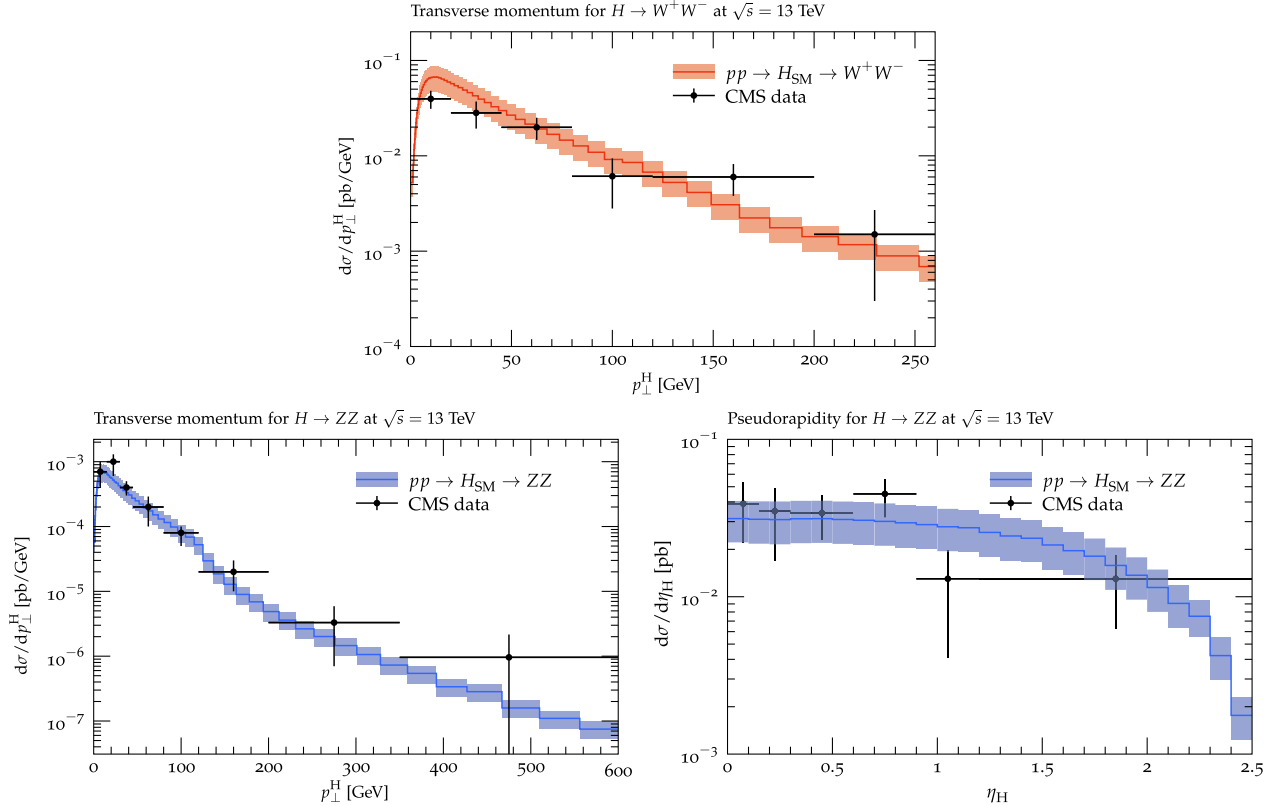 Transverse momentum for H → W⁺W⁻ at √s = 13 TeV
10⁻¹
10⁻²
10⁻³
10⁻⁴
dσ/dp⊥ᴴ [pb/GeV]
pp → H_SM → W⁺W⁻
CMS data
0 50 100 150 200 250
p⊥ᴴ [GeV]
Transverse momentum for H → ZZ at √s = 13 TeV
10⁻³
10⁻⁴
10⁻⁵
10⁻⁶
10⁻⁷
dσ/dp⊥ᴴ [pb/GeV]
pp → H_SM → ZZ
CMS data
0 100 200 300 400 500 600
p⊥ᴴ [GeV]
Pseudorapidity for H → ZZ at √s = 13 TeV
10⁻¹
10⁻²
10⁻³
dσ/dη_H [pb]
pp → H_SM → ZZ
CMS data
0 0.5 1 1.5 2 2.5
η_H